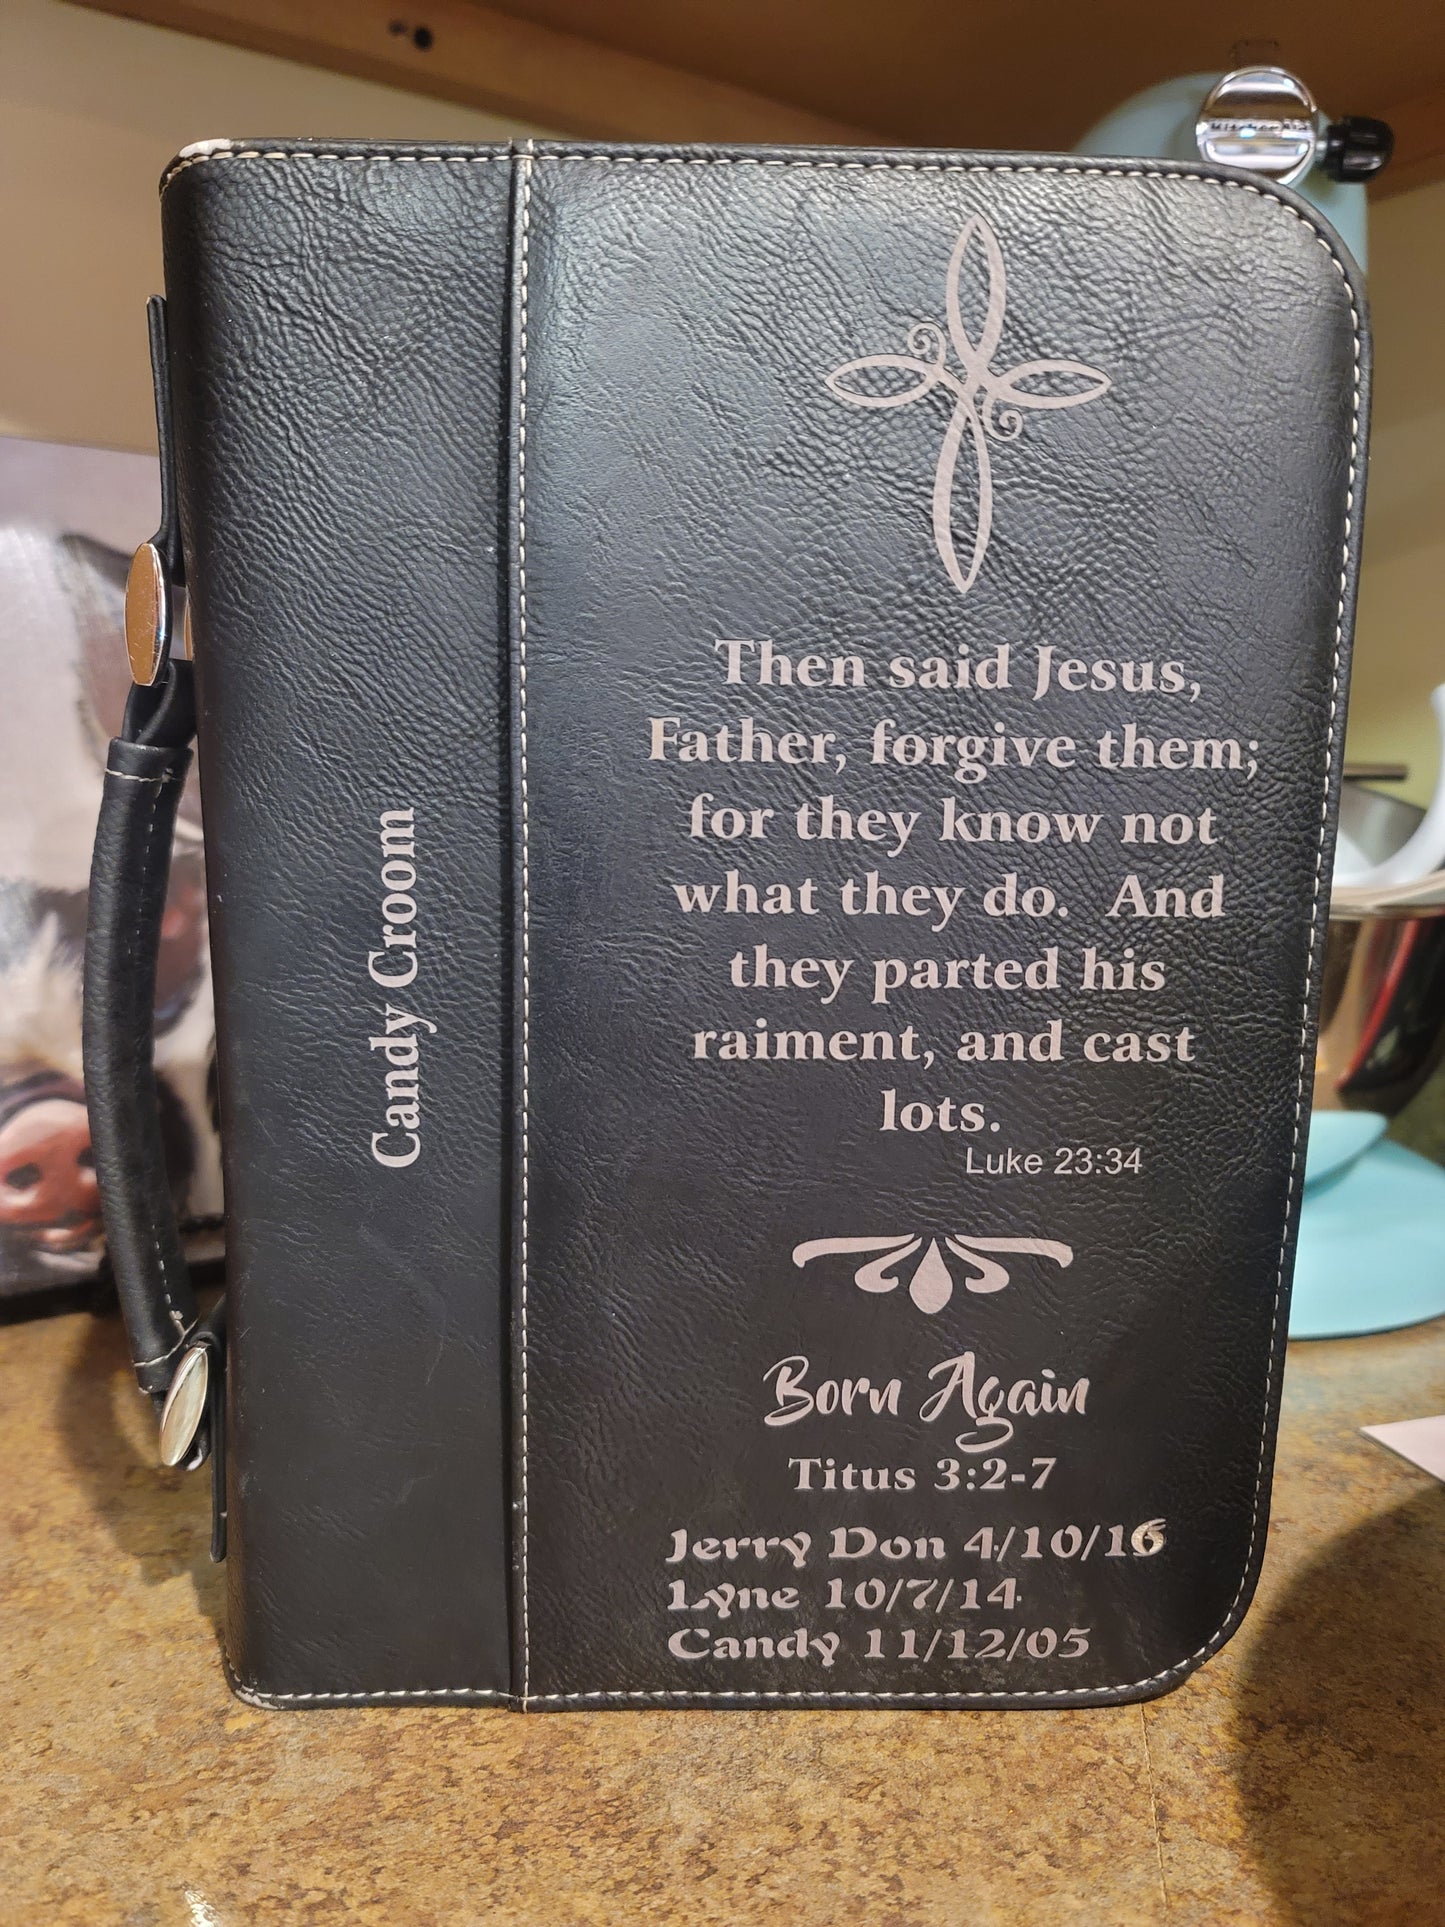 KitchenAid
Candy Croom
Then said Jesus,
Father, forgive them;
for they know not
what they do. And
they parted his
raiment, and cast
lots.
Luke 23:34
Born Again
Titus 3:2-7
Jerry Don 4/10/16
Lyne 10/7/14
Candy 11/12/05